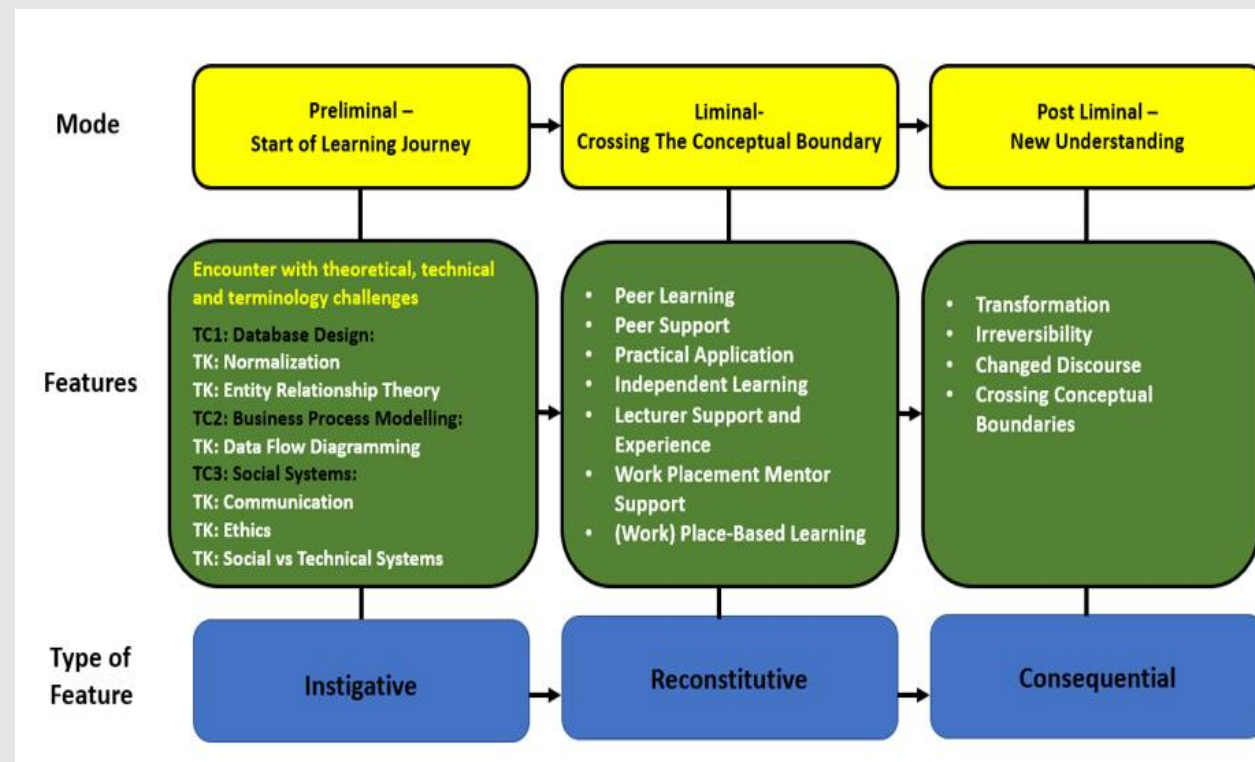 Mode
Preliminal –
Start of Learning Journey
Liminal-
Crossing The Conceptual Boundary
Post Liminal –
New Understanding
Features
Encounter with theoretical, technical
and terminology challenges
TC1: Database Design:
TK: Normalization
TK: Entity Relationship Theory
TC2: Business Process Modelling:
TK: Data Flow Diagramming
TC3: Social Systems:
TK: Communication
TK: Ethics
TK: Social vs Technical Systems
• Peer Learning
• Peer Support
• Practical Application
• Independent Learning
• Lecturer Support and
Experience
• Work Placement Mentor
Support
• (Work) Place-Based Learning
• Transformation
• Irreversibility
• Changed Discourse
• Crossing Conceptual
Boundaries
Type of
Feature
Instigative
Reconstitutive
Consequential